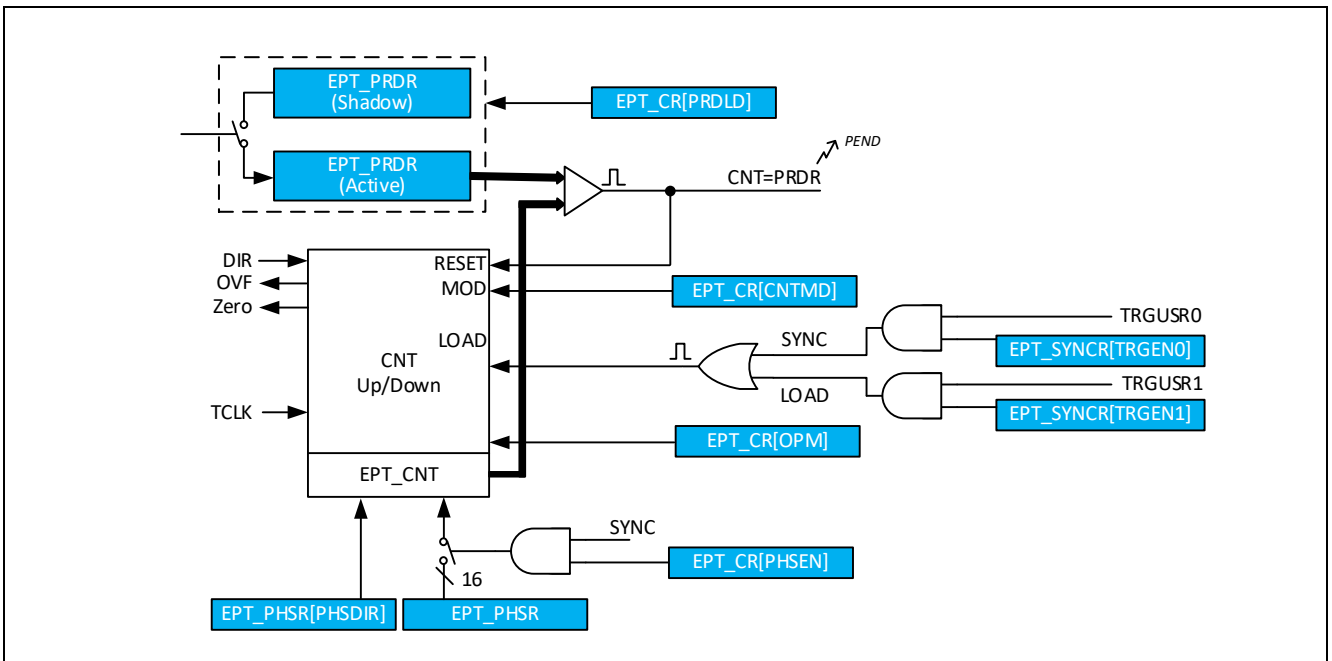 EPT_PRDR
(Shadow)
EPT_CR[PRDLD]
PEND
EPT_PRDR
(Active)
CNT=PRDR
DIR
OVF
Zero
RESET
MOD
EPT_CR[CNTMD]
LOAD
CNT
Up/Down
SYNC
TRGUSR0
EPT_SYNCR[TRGEN0]
LOAD
TRGUSR1
EPT_SYNCR[TRGEN1]
TCLK
EPT_CR[OPM]
EPT_CNT
SYNC
EPT_CR[PHSEN]
16
EPT_PHSR[PHSDIR]
EPT_PHSR